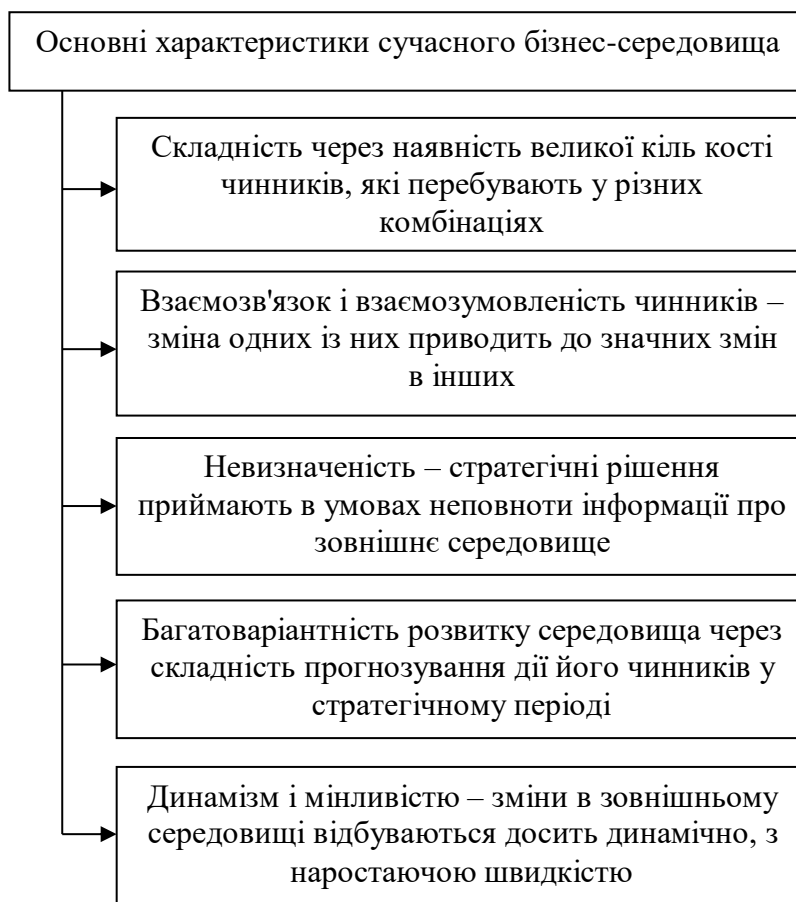 Основні характеристики сучасного бізнес-середовища
Складність через наявність великої кіль кості
чинників, які перебувають у різних
комбінаціях
Взаємозв'язок і взаємозумовленість чинників –
зміна одних із них приводить до значних змін
в інших
Невизначеність – стратегічні рішення
приймають в умовах неповноти інформації про
зовнішнє середовище
Багатоваріантність розвитку середовища через
складність прогнозування дії його чинників у
стратегічному періоді
Динамізм і мінливістю – зміни в зовнішньому
середовищі відбуваються досить динамічно, з
наростаючою швидкістю